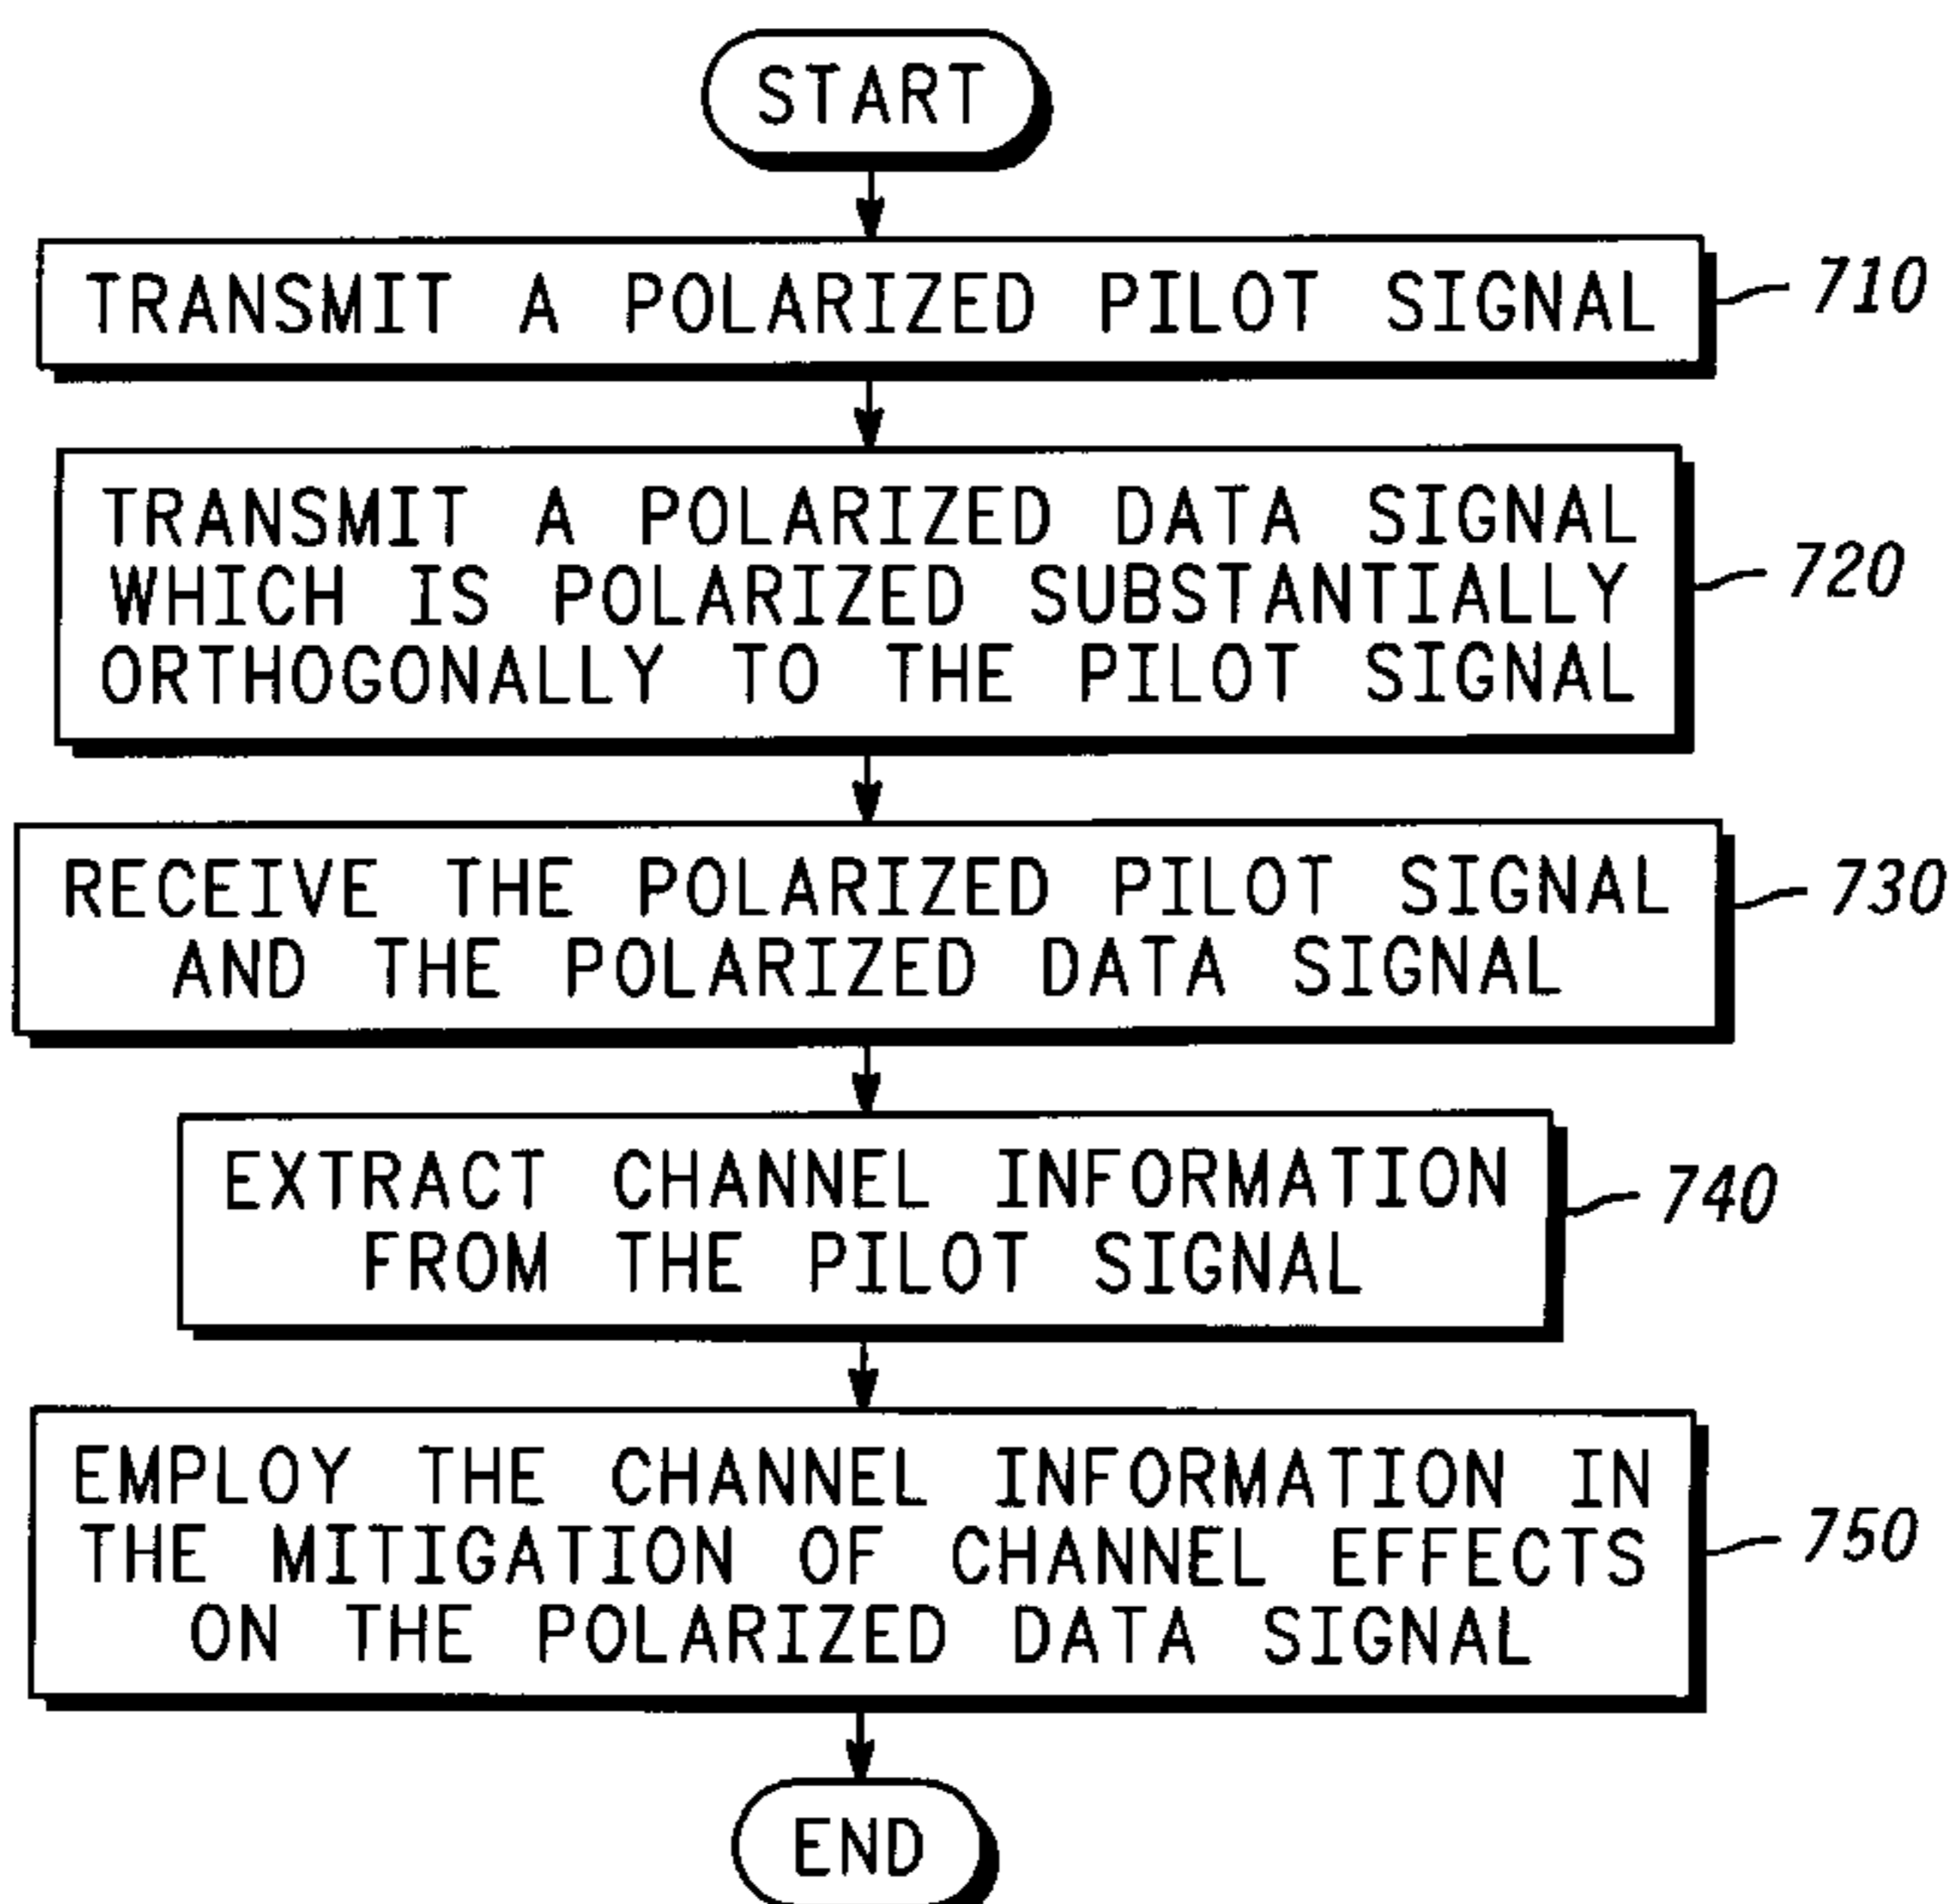 START
TRANSMIT A POLARIZED PILOT SIGNAL
710
TRANSMIT A POLARIZED DATA SIGNAL
WHICH IS POLARIZED SUBSTANTIALLY
ORTHOGONALLY TO THE PILOT SIGNAL
720
RECEIVE THE POLARIZED PILOT SIGNAL
AND THE POLARIZED DATA SIGNAL
730
EXTRACT CHANNEL INFORMATION
FROM THE PILOT SIGNAL
740
EMPLOY THE CHANNEL INFORMATION IN
THE MITIGATION OF CHANNEL EFFECTS
ON THE POLARIZED DATA SIGNAL
750
END